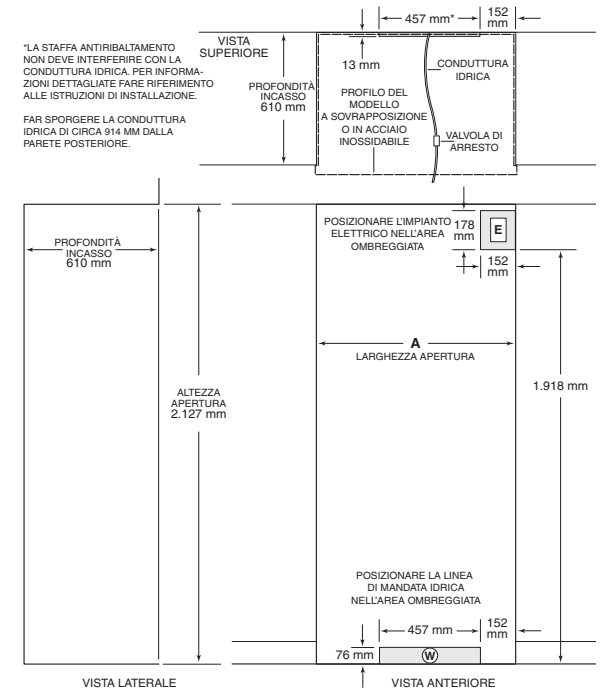 *LA STAFFA ANTIRIBALTAMENTO
NON DEVE INTERFERIRE CON LA
CONDUTTURA IDRICA. PER INFORMA-
ZIONI DETTAGLIATE FARE RIFERIMENTO
ALLE ISTRUZIONI DI INSTALLAZIONE.
FAR SPORGERE LA CONDUTTURA
IDRICA DI CIRCA 914 MM DALLA
PARETE POSTERIORE.
VISTA
SUPERIORE
457 mm*
152
mm
13 mm
CONDUTTURA
IDRICA
PROFONDITÀ
INCASSO
610 mm
PROFILO DEL
MODELLO
A SOVRAPPOSIZIONE
O IN ACCIAIO
INOSSIDABILE
VALVOLA DI
ARRESTO
PROFONDITÀ
INCASSO
610 mm
ALTEZZA
APERTURA
2.127 mm
VISTA LATERALE
POSIZIONARE L'IMPIANTO
ELETTRICO NELL'AREA
OMBREGGIATA
178
mm
E
152
mm
A
LARGHEZZA APERTURA
1.918 mm
POSIZIONARE LA LINEA
DI MANDATA IDRICA
NELL'AREA OMBREGGIATA
457 mm
152
mm
76 mm
W
VISTA ANTERIORE